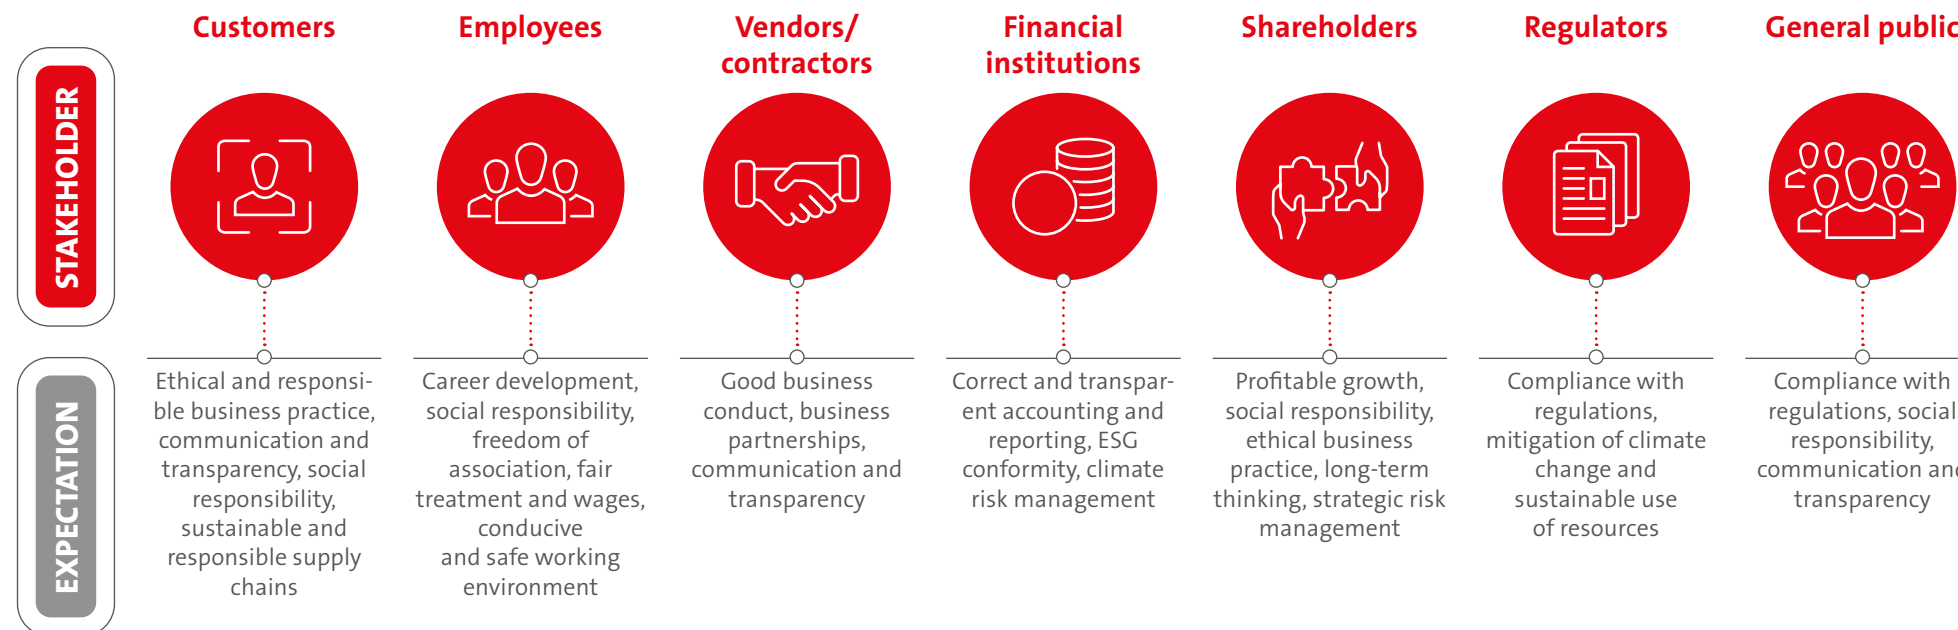 STAKEHOLDER
Customers
Employees
Vendors/
contractors
Financial
institutions
Shareholders
Regulators
General public
EXPECTATION
Ethical and responsi-
ble business practice,
communication and
transparency, social
responsibility,
sustainable and
responsible supply
chains
Career development,
social responsibility,
freedom of
association, fair
treatment and wages,
conducive
and safe working
environment
Good business
conduct, business
partnerships,
communication and
transparency
Correct and transpar-
ent accounting and
reporting, ESG
conformity, climate
risk management
Profitable growth,
social responsibility,
ethical business
practice, long-term
thinking, strategic risk
management
Compliance with
regulations,
mitigation of climate
change and
sustainable use
of resources
Compliance with
regulations, social
responsibility,
communication and
transparency